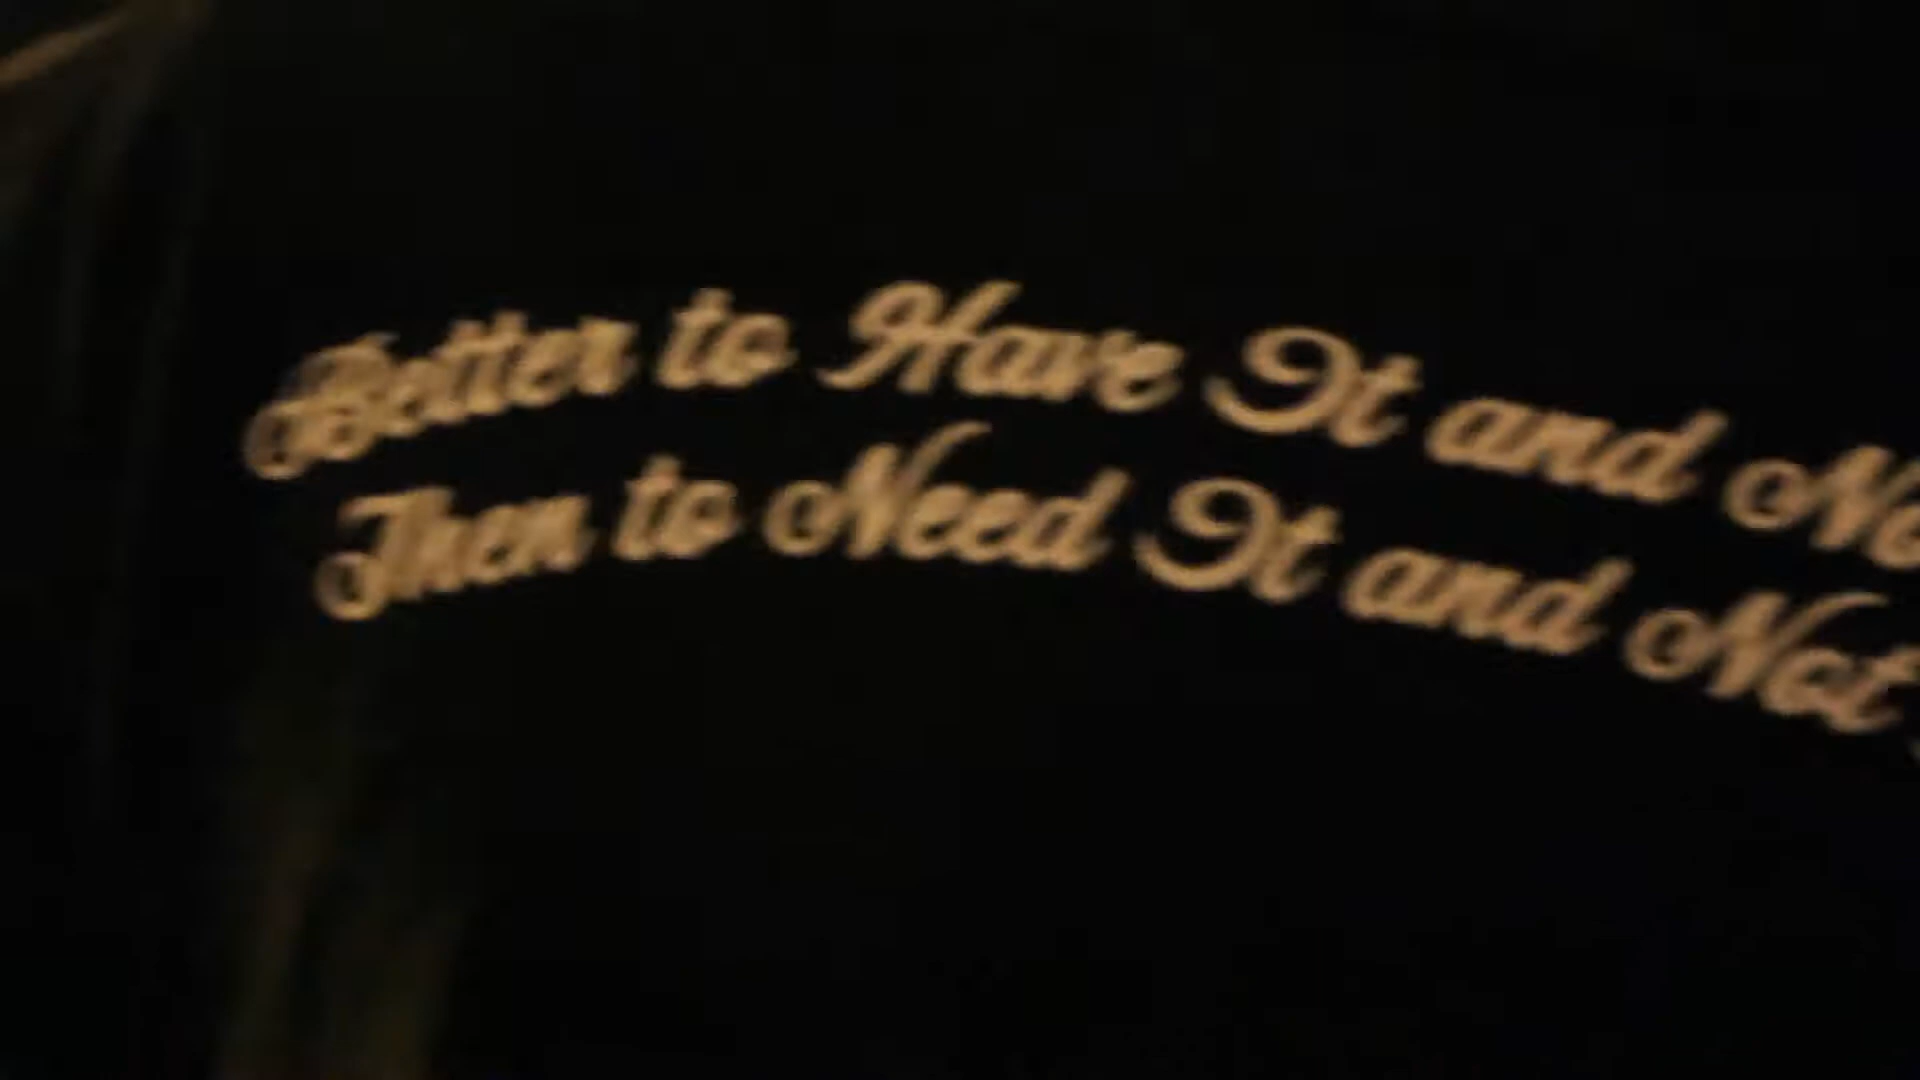 Better to Have It and
Then to Need It and Not